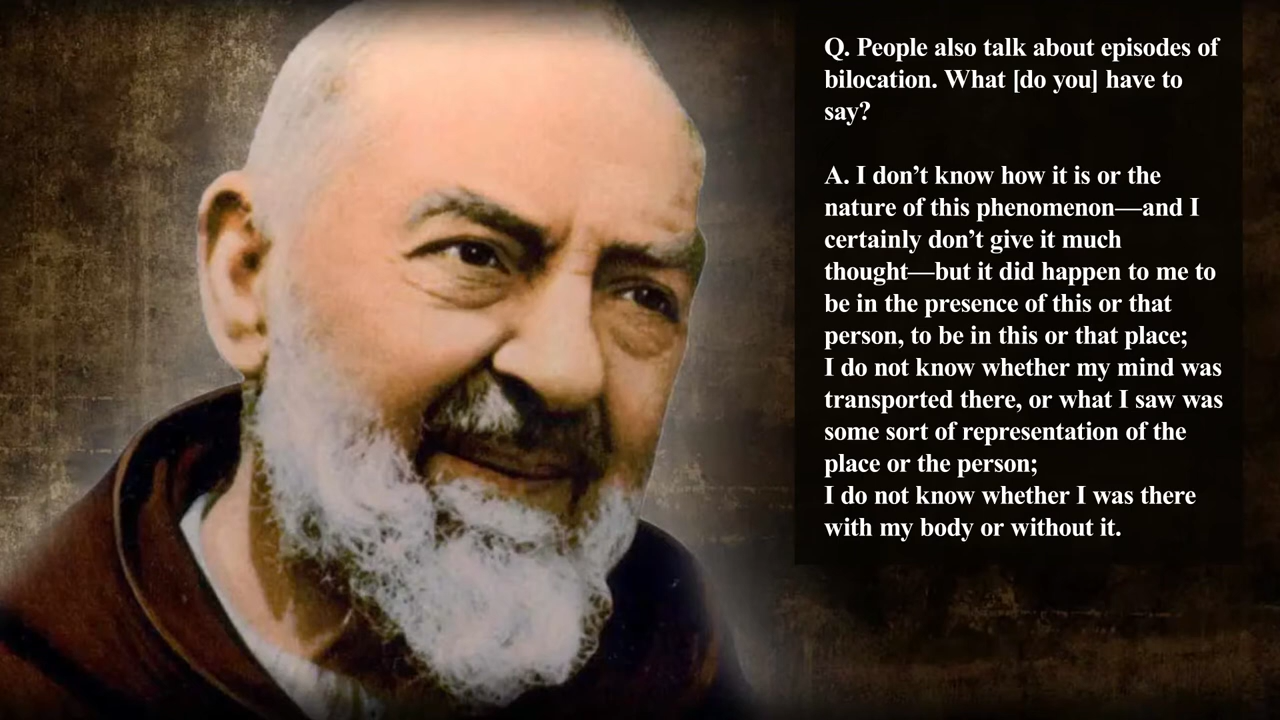 Q. People also talk about episodes of
bilocation. What [do you] have to
say?
A. I don’t know how it is or the
nature of this phenomenon—and I
certainly don’t give it much
thought—but it did happen to me to
be in the presence of this or that
person, to be in this or that place;
I do not know whether my mind was
transported there, or what I saw was
some sort of representation of the
place or the person;
I do not know whether I was there
with my body or without it.